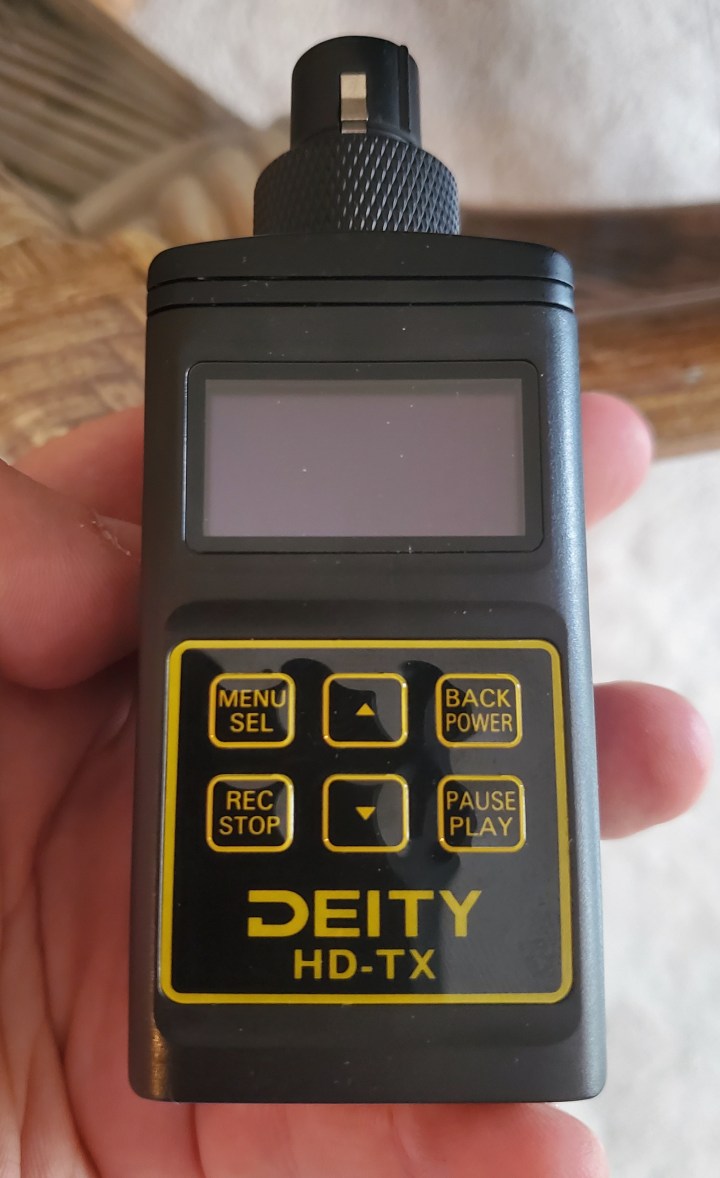 MENU
SEL
▲
BACK
POWER
REC
STOP
▼
PAUSE
PLAY
DEITY
HD-TX